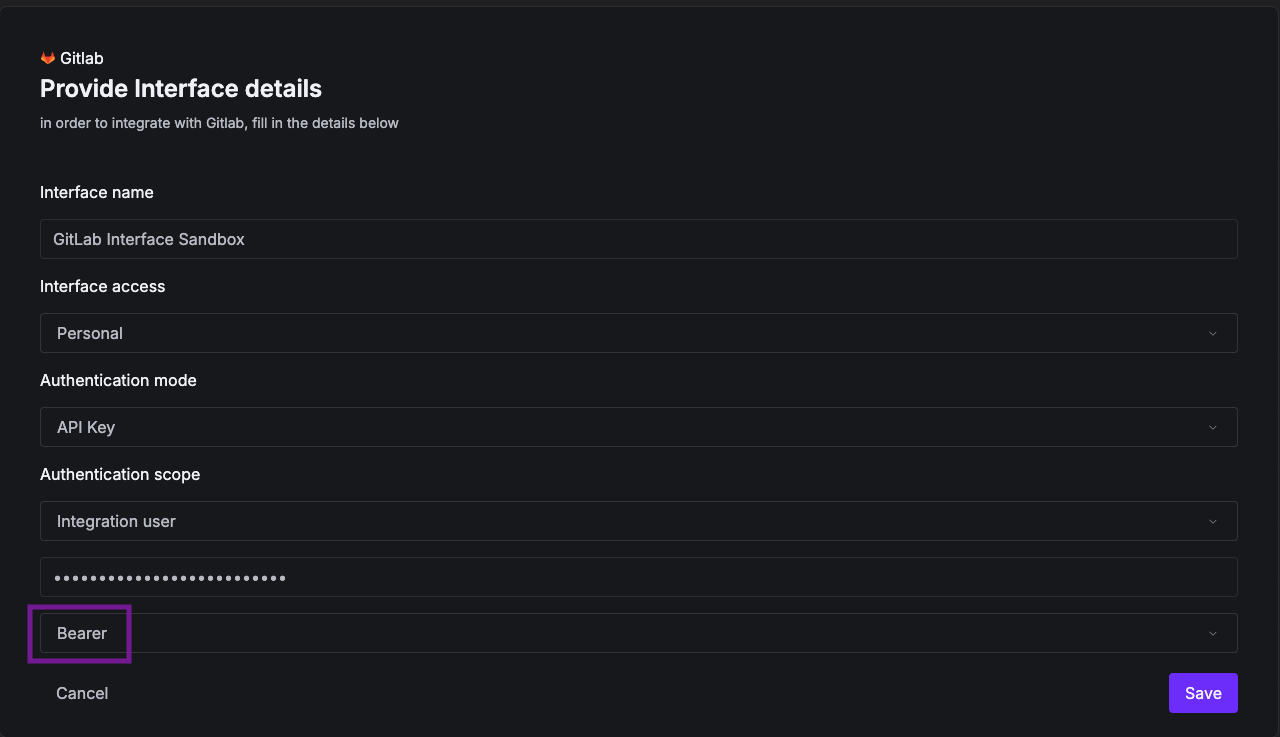 Gitlab
Provide Interface details
in order to integrate with Gitlab, fill in the details below
Interface name
GitLab Interface Sandbox
Interface access
Personal
Authentication mode
API Key
Authentication scope
Integration user
••••••••••••••••••••••••••
Bearer
Cancel
Save